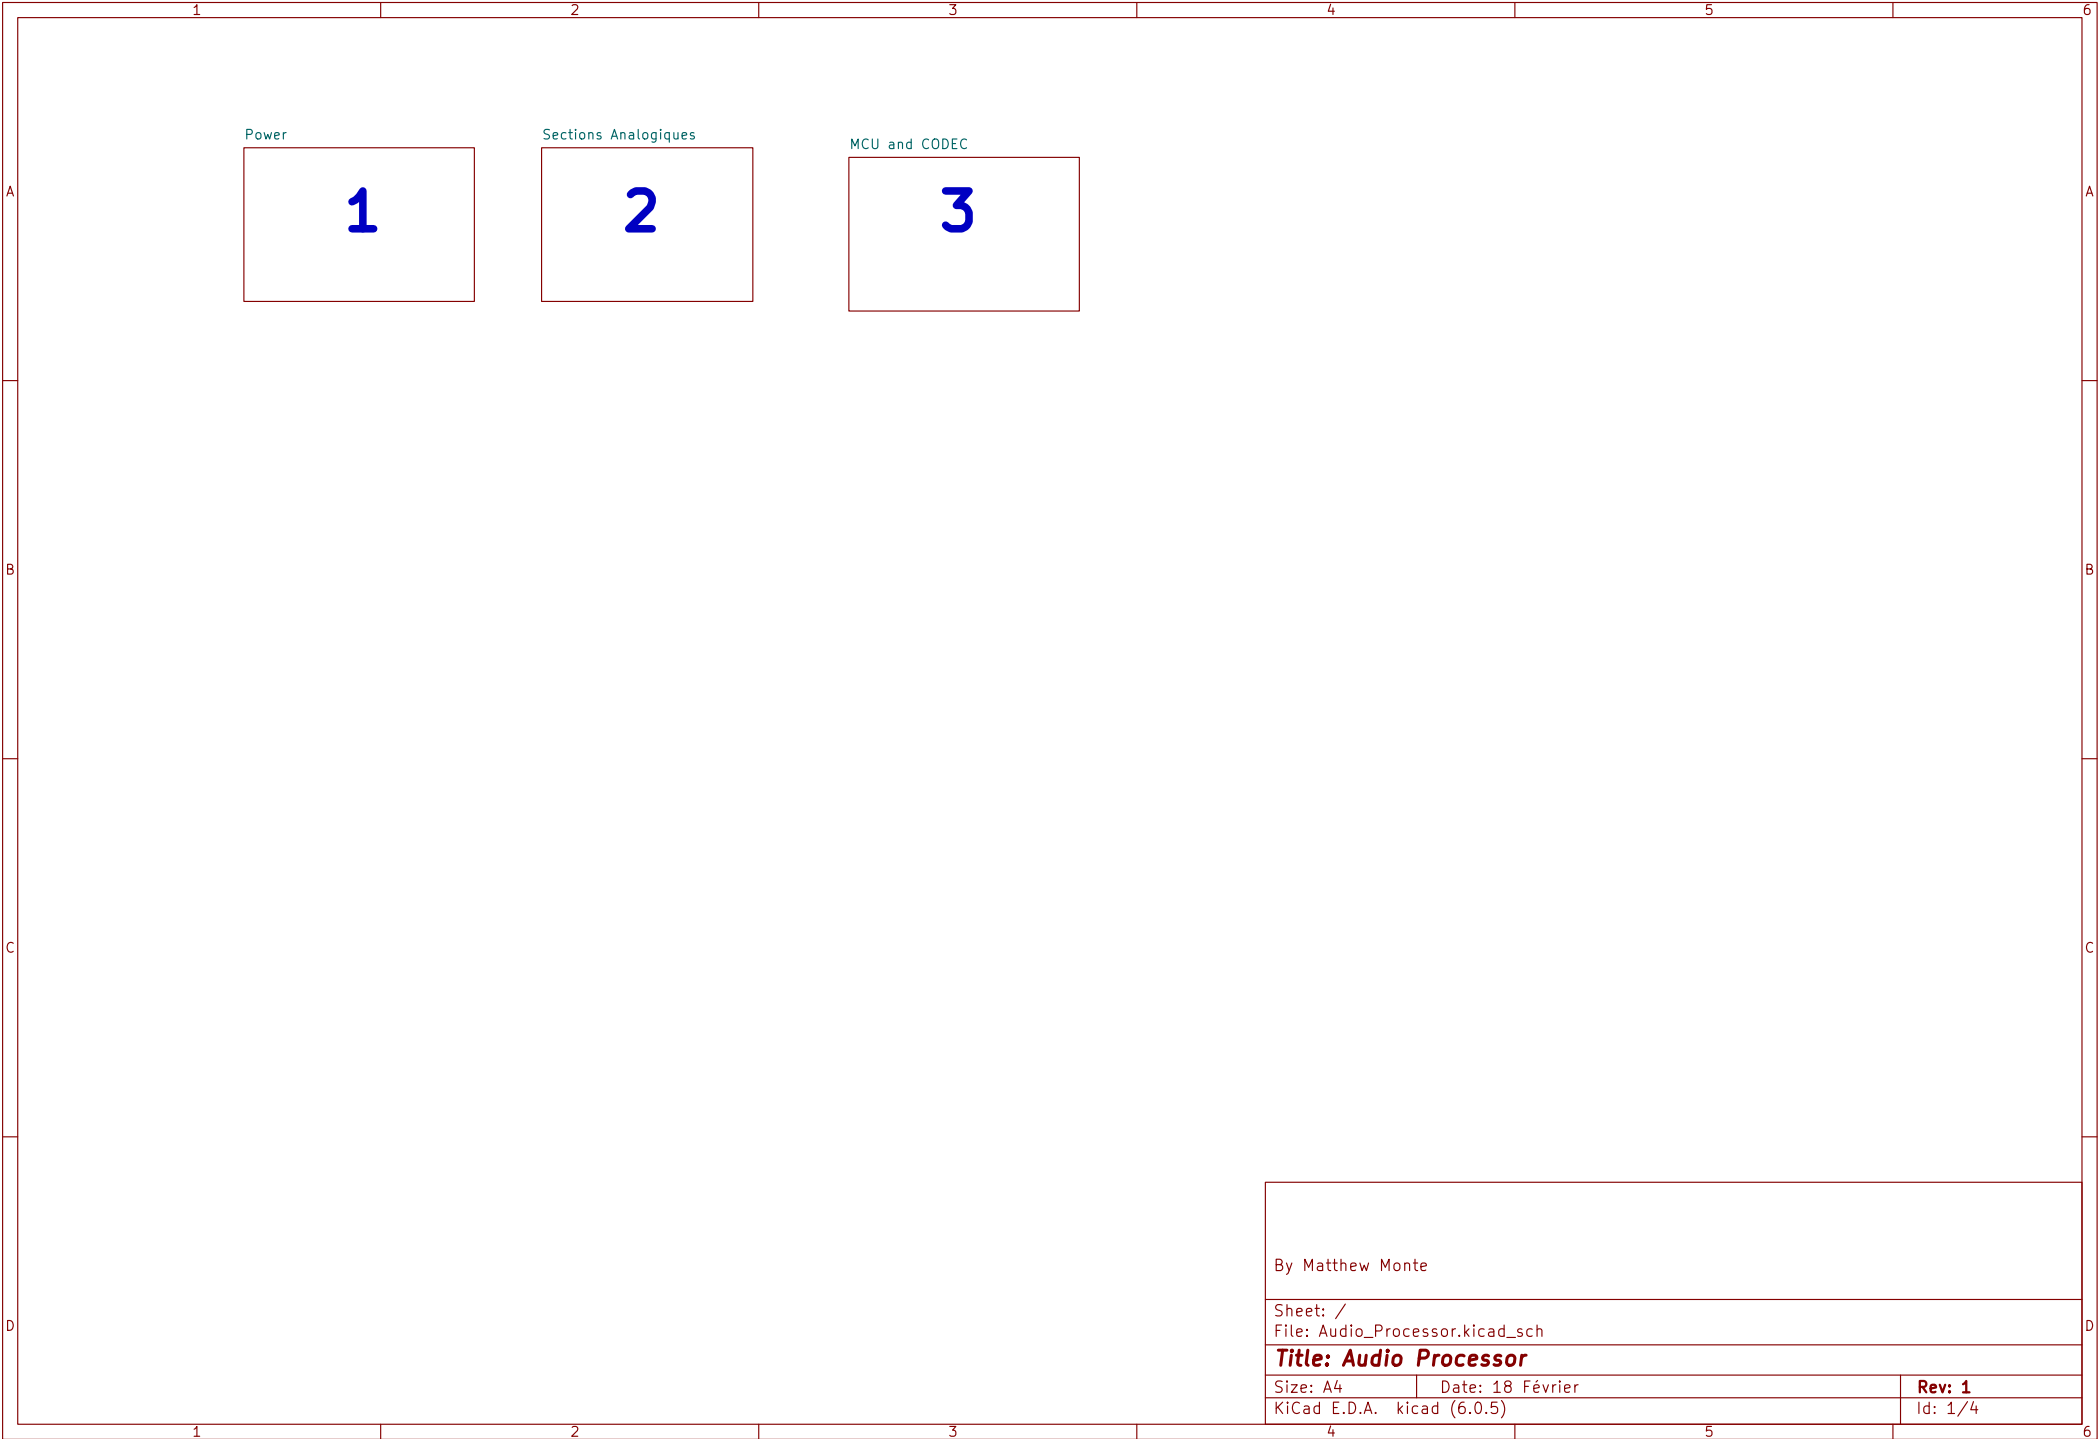 1 2 3 4 5 6
Power
Sections Analogiques
MCU and CODEC
1
2
3
A A
B B
C C
By Matthew Monte
Sheet: /
File: Audio_Processor.kicad_sch
D D
Title: Audio Processor
Size: A4 Date: 18 Février Rev: 1
KiCad E.D.A. kicad (6.0.5) Id: 1/4
1 2 3 4 5 6